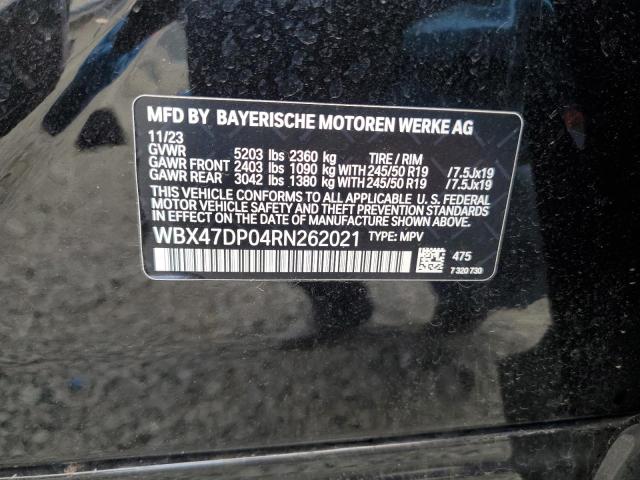 MFD BY BAYERISCHE MOTOREN WERKE AG
11/23
GVWR 5203 lbs 2360 kg TIRE / RIM
GAWR FRONT 2403 lbs 1090 kg WITH 245/50 R19 /7.5Jx19
GAWR REAR 3042 lbs 1380 kg WITH 245/50 R19 /7.5Jx19
THIS VEHICLE CONFORMS TO ALL APPLICABLE U. S. FEDERAL
MOTOR VEHICLE SAFETY AND THEFT PREVENTION STANDARDS
IN EFFECT ON THE DATE OF MANUFACTURE SHOWN ABOVE.
WBX47DP04RN262021 TYPE: MPV
475
7 320 730